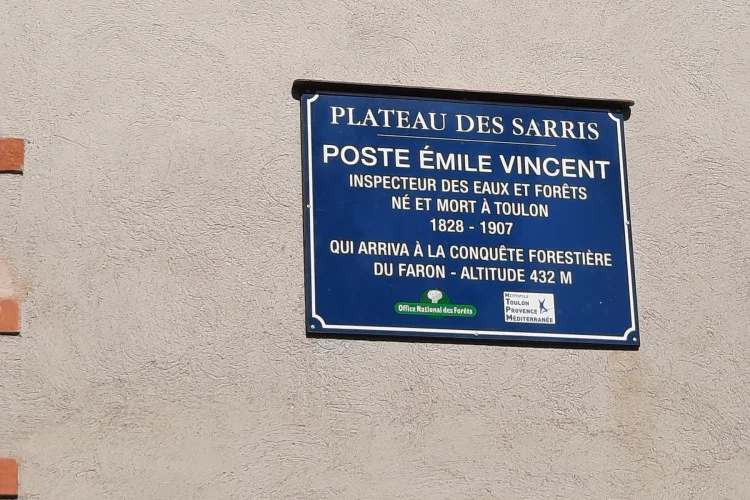 PLATEAU DES SARRIS
POSTE ÉMILE VINCENT
INSPECTEUR DES EAUX ET FORÊTS
NÉ ET MORT À TOULON
1828 - 1907
QUI ARRIVA À LA CONQUÊTE FORESTIÈRE
DU FARON - ALTITUDE 432 M
Office National des Forêts
MÉTROPOLE
TOULON
PROVENCE
MÉDITERRANÉE